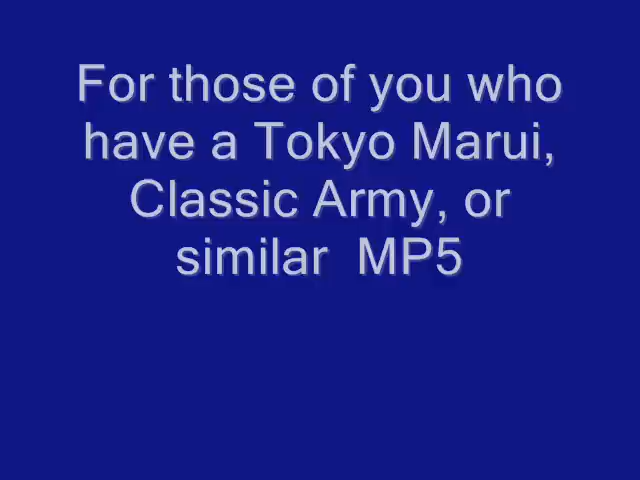 For those of you who
have a Tokyo Marui,
Classic Army, or
similar  MP5